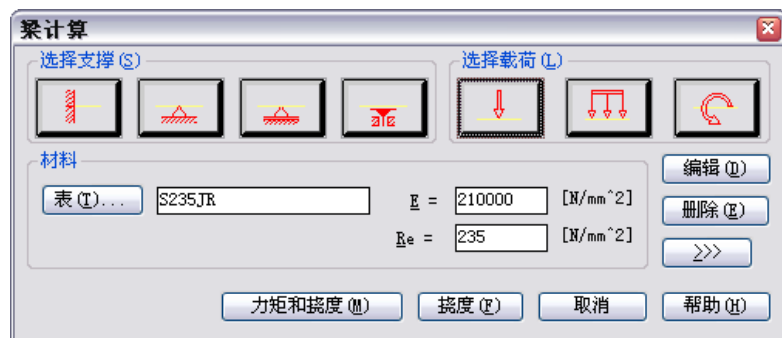 梁计算
选择支撑(S)
选择载荷(L)
材料
表(T)... S235JR E = 210000 [N/mm^2]
Re = 235 [N/mm^2]
编辑(D)
删除(E)
>>>
力矩和挠度(M) 挠度(F) 取消 帮助(H)